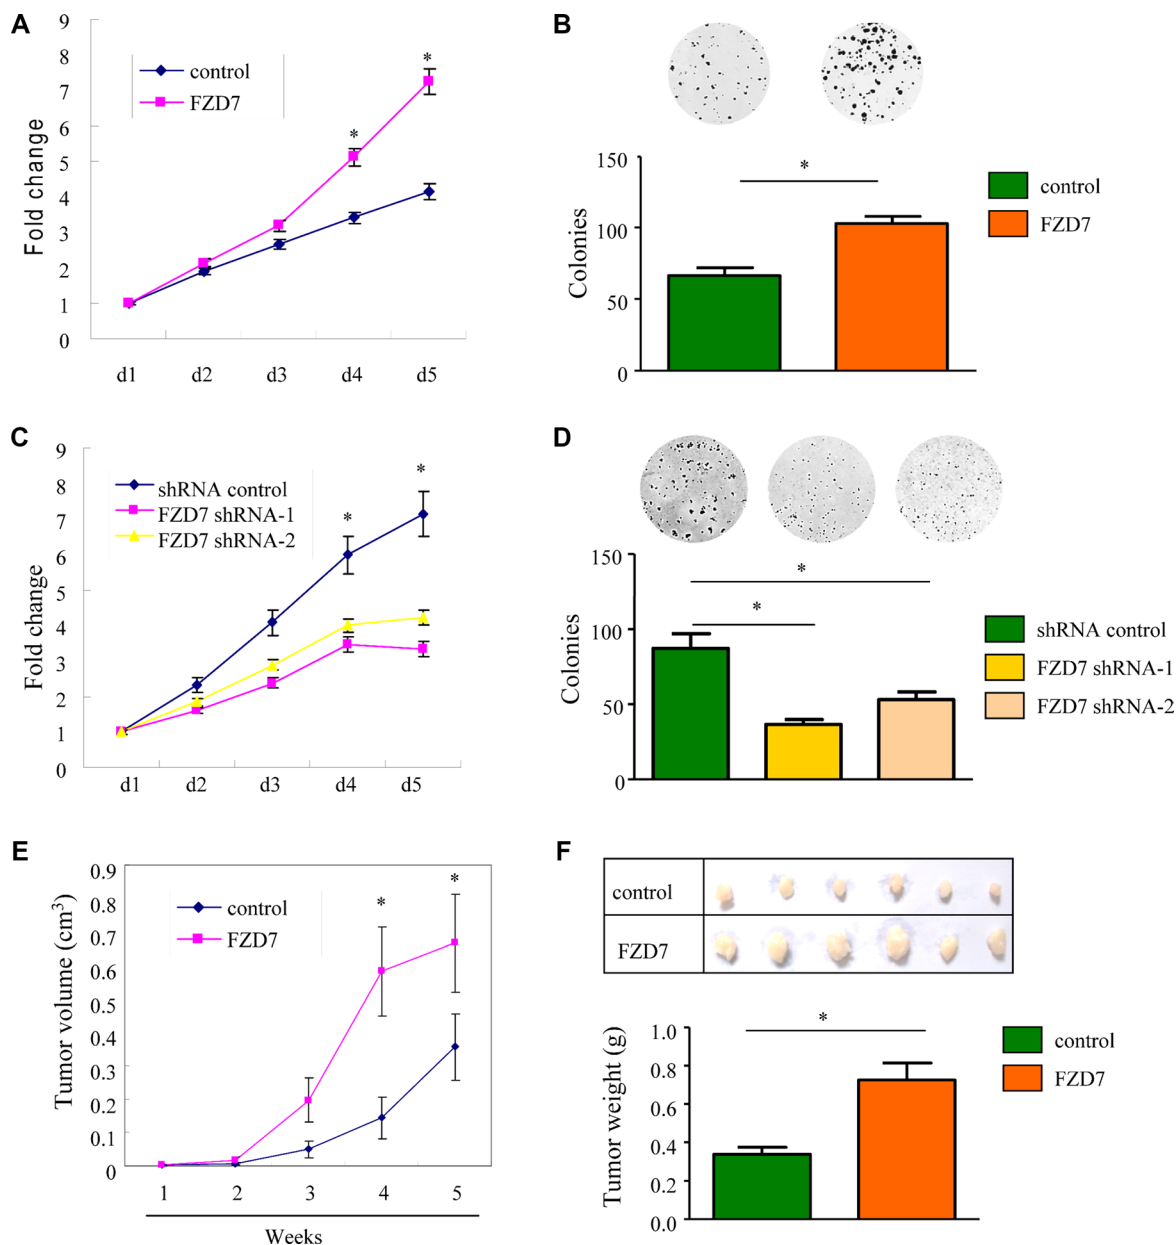 A
9
8
7
6
5
4
3
2
1
0
Fold change
control
FZD7
*
*
d1 d2 d3 d4 d5
B
150
100
50
0
Colonies
*
control
FZD7
C
9
8
7
6
5
4
3
2
1
0
Fold change
shRNA control
FZD7 shRNA-1
FZD7 shRNA-2
*
*
d1 d2 d3 d4 d5
D
150
100
50
0
Colonies
*
*
shRNA control
FZD7 shRNA-1
FZD7 shRNA-2
E
0.9
0.8
0.7
0.6
0.5
0.4
0.3
0.2
0.1
0
Tumor volume (cm³)
control
FZD7
*
*
1 2 3 4 5
Weeks
F
control
FZD7
1.0
0.8
0.6
0.4
0.2
0.0
Tumor weight (g)
*
control
FZD7